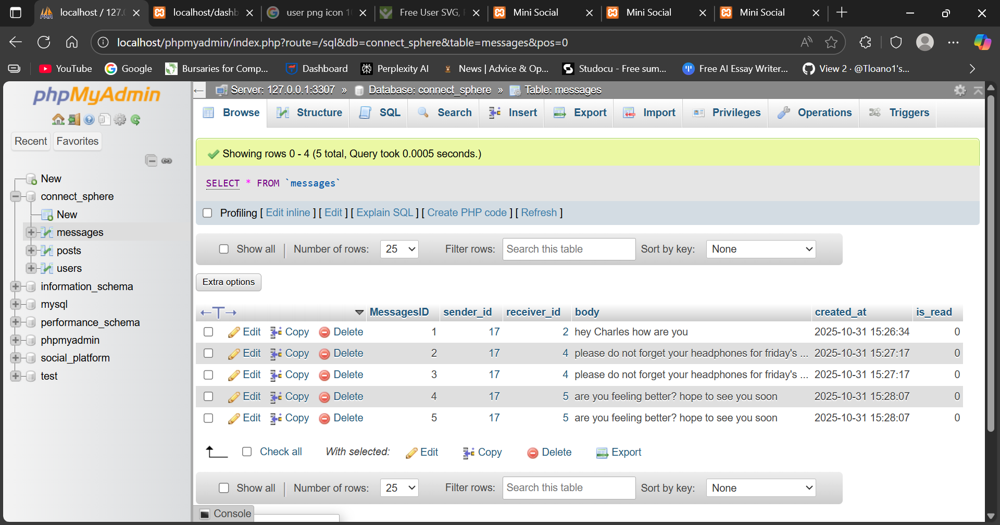 localhost / 127.0
localhost/dashb
user png icon 10
Free User SVG, P
Mini Social
Mini Social
Mini Social
localhost/phpmyadmin/index.php?route=/sql&db=connect_sphere&table=messages&pos=0
YouTube
Google
Bursaries for Comp...
Dashboard
Perplexity AI
News | Advice & Op...
Studocu - Free sum...
Free AI Essay Writer...
View 2 · @Tloano1's...
phpMyAdmin
Recent
Favorites
New
connect_sphere
New
messages
posts
users
information_schema
mysql
performance_schema
phpmyadmin
social_platform
test
Server: 127.0.0.1:3307 » Database: connect_sphere » Table: messages
Browse
Structure
SQL
Search
Insert
Export
Import
Privileges
Operations
Triggers
Showing rows 0 - 4 (5 total, Query took 0.0005 seconds.)
SELECT * FROM `messages`
Profiling [ Edit inline ] [ Edit ] [ Explain SQL ] [ Create PHP code ] [ Refresh ]
Show all | Number of rows: 25 Filter rows: Search this table Sort by key: None
Extra options
MessagesID sender_id receiver_id body created_at is_read
Edit Copy Delete 1 17 2 hey Charles how are you 2025-10-31 15:26:34 0
Edit Copy Delete 2 17 4 please do not forget your headphones for friday's ... 2025-10-31 15:27:17 0
Edit Copy Delete 3 17 4 please do not forget your headphones for friday's ... 2025-10-31 15:27:17 0
Edit Copy Delete 4 17 5 are you feeling better? hope to see you soon 2025-10-31 15:28:07 0
Edit Copy Delete 5 17 5 are you feeling better? hope to see you soon 2025-10-31 15:28:07 0
Check all With selected: Edit Copy Delete Export
Show all | Number of rows: 25 Filter rows: Search this table Sort by key: None
Console